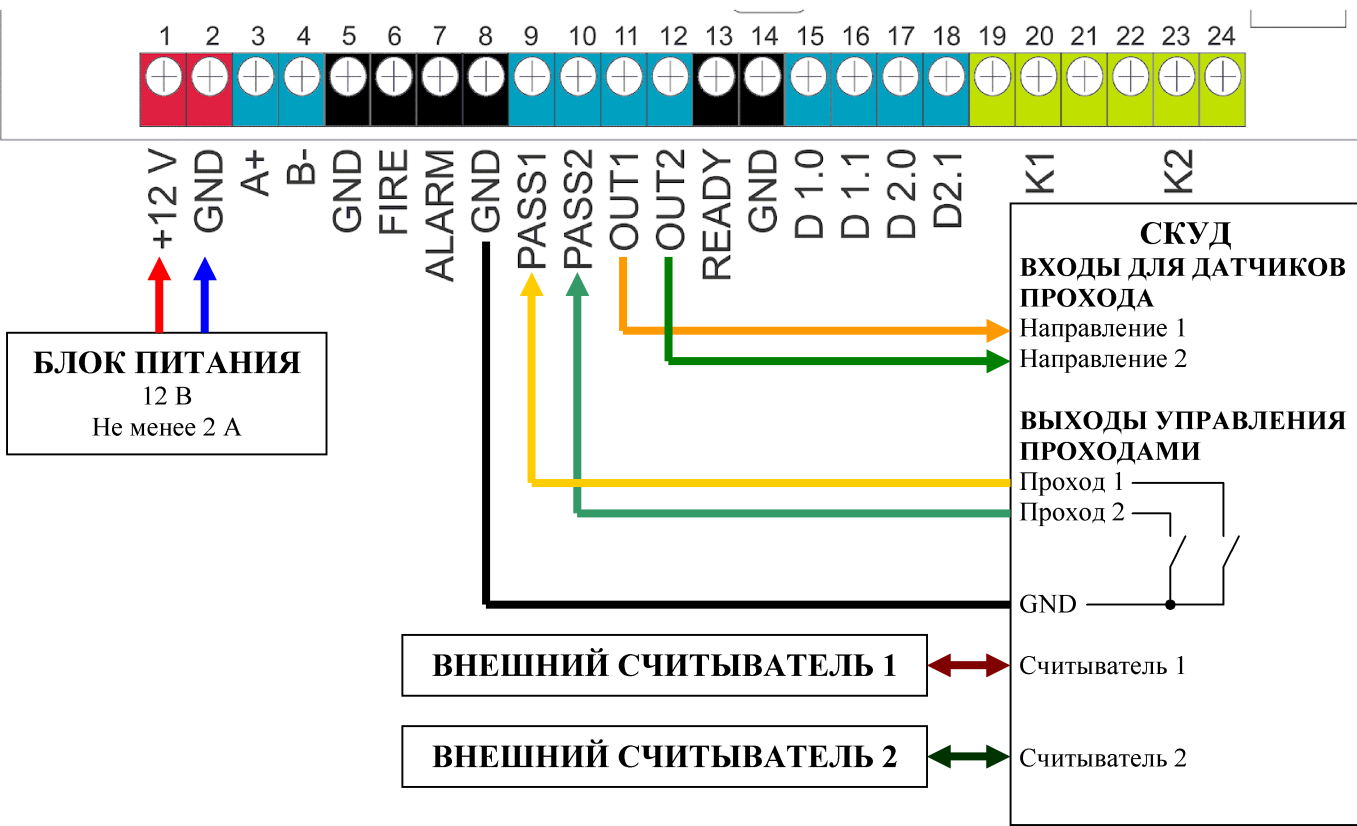 1 2 3 4 5 6 7 8 9 10 11 12 13 14 15 16 17 18 19 20 21 22 23 24
+12 V
GND
A+
B-
GND
FIRE
ALARM
GND
PASS1
PASS2
OUT1
OUT2
READY
GND
D 1.0
D 1.1
D 2.0
D2.1
K1
K2
БЛОК ПИТАНИЯ
12 В
Не менее 2 А
СКУД
ВХОДЫ ДЛЯ ДАТЧИКОВ
ПРОХОДА
Направление 1
Направление 2
ВЫХОДЫ УПРАВЛЕНИЯ
ПРОХОДАМИ
Проход 1
Проход 2
GND
ВНЕШНИЙ СЧИТЫВАТЕЛЬ 1
Считыватель 1
ВНЕШНИЙ СЧИТЫВАТЕЛЬ 2
Считыватель 2